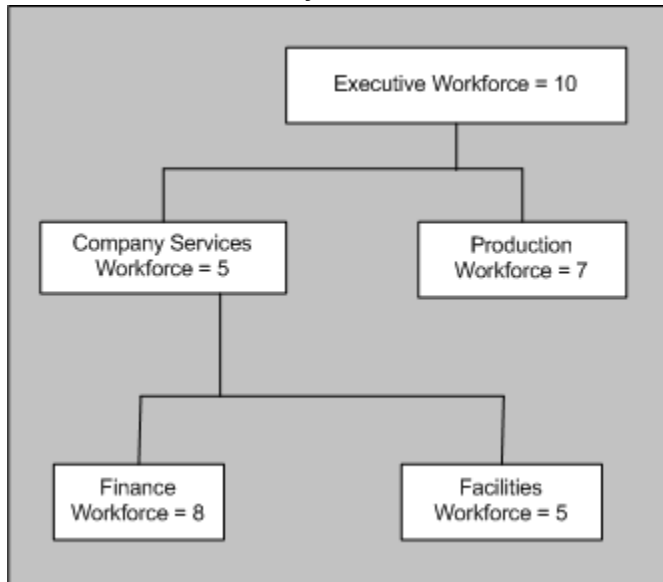 Executive Workforce = 10
Company Services
Workforce = 5
Production
Workforce = 7
Finance
Workforce = 8
Facilities
Workforce = 5